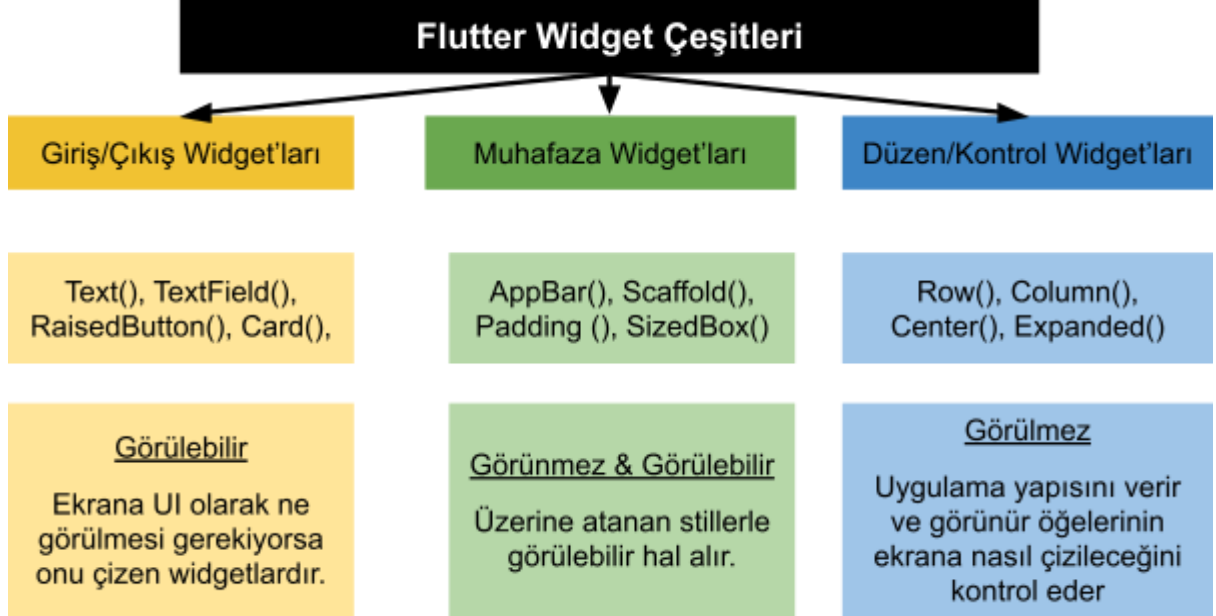 Flutter Widget Çeşitleri
Giriş/Çıkış Widget'ları
Muhafaza Widget'ları
Düzen/Kontrol Widget'ları
Text(), TextField(),
RaisedButton(), Card(),
AppBar(), Scaffold(),
Padding (), SizedBox()
Row(), Column(),
Center(), Expanded()
Görülebilir
Ekrana UI olarak ne
görülmesi gerekiyorsa
onu çizen widgetlardır.
Görünmez & Görülebilir
Üzerine atanan stillerle
görülebilir hal alır.
Görülmez
Uygulama yapısını verir
ve görünür öğelerinin
ekrana nasıl çizileceğini
kontrol eder